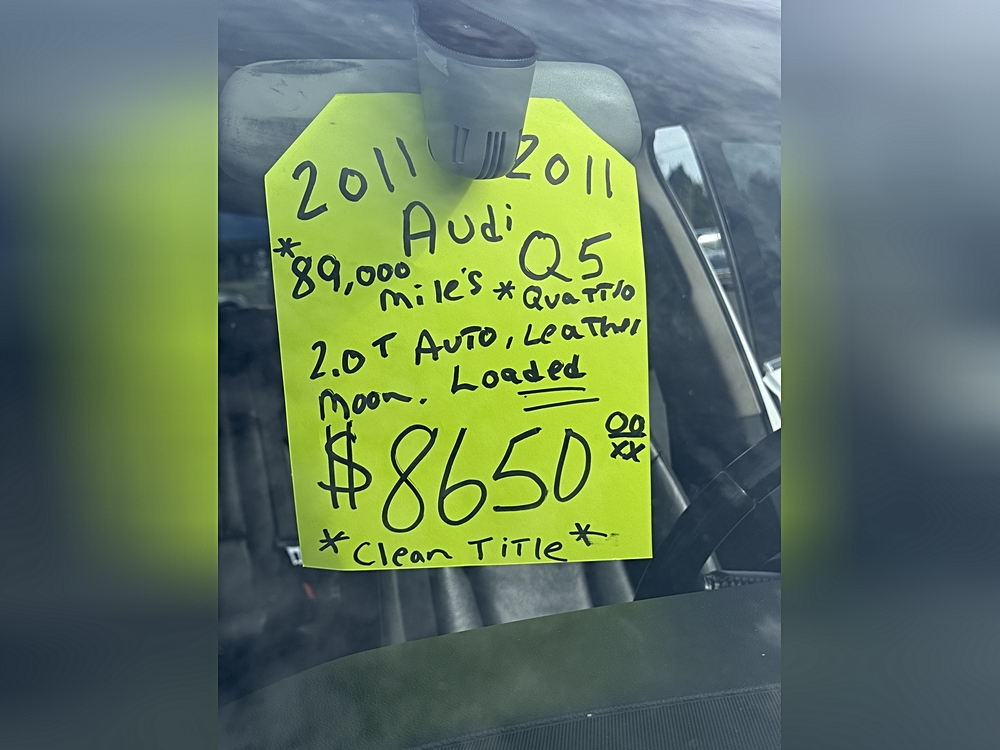 2011 2011
Audi Q5
*89,000 mile's *Quattro
2.0T Auto, Leather
Moon. Loaded
$8650 00/xx
*Clean Title*